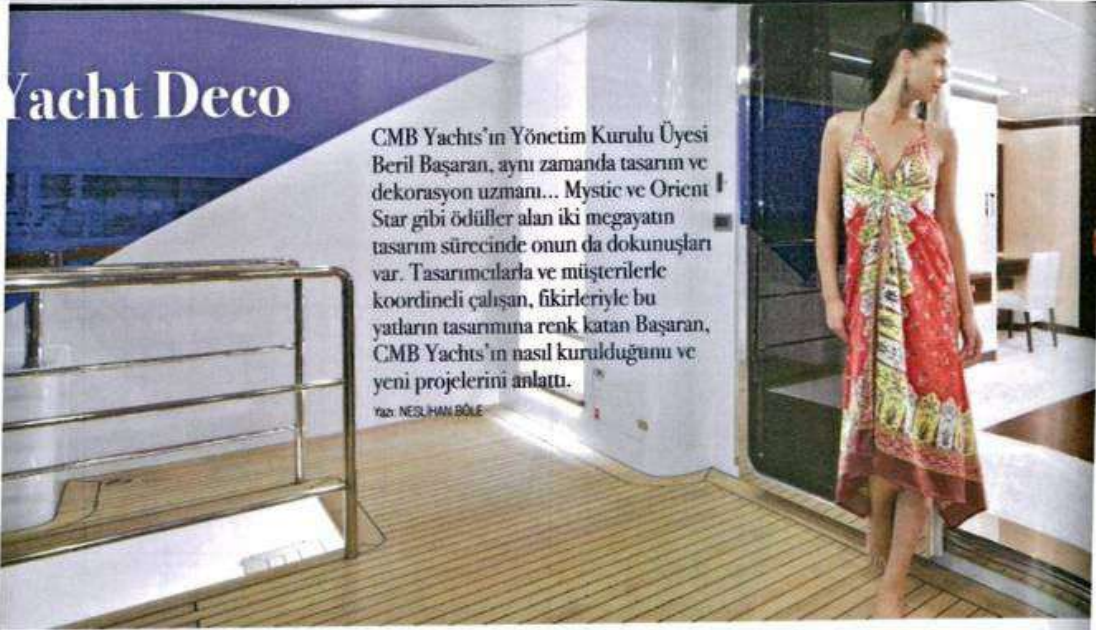 Yacht Deco
CMB Yachts'ın Yönetim Kurulu Üyesi
Beril Başaran, aynı zamanda tasarım ve
dekorasyon uzmanı... Mystic ve Orient
Star gibi ödüller alan iki megayatın
tasarım sürecinde onun da dokunuşları
var. Tasarımcılarla ve müşterilerle
koordineli çalışan, fikirleriyle bu
yatların tasarımına renk katan Başaran,
CMB Yachts'ın nasıl kurulduğunu ve
yeni projelerini anlattı.
Yazı: NESLİHAN BÖLE